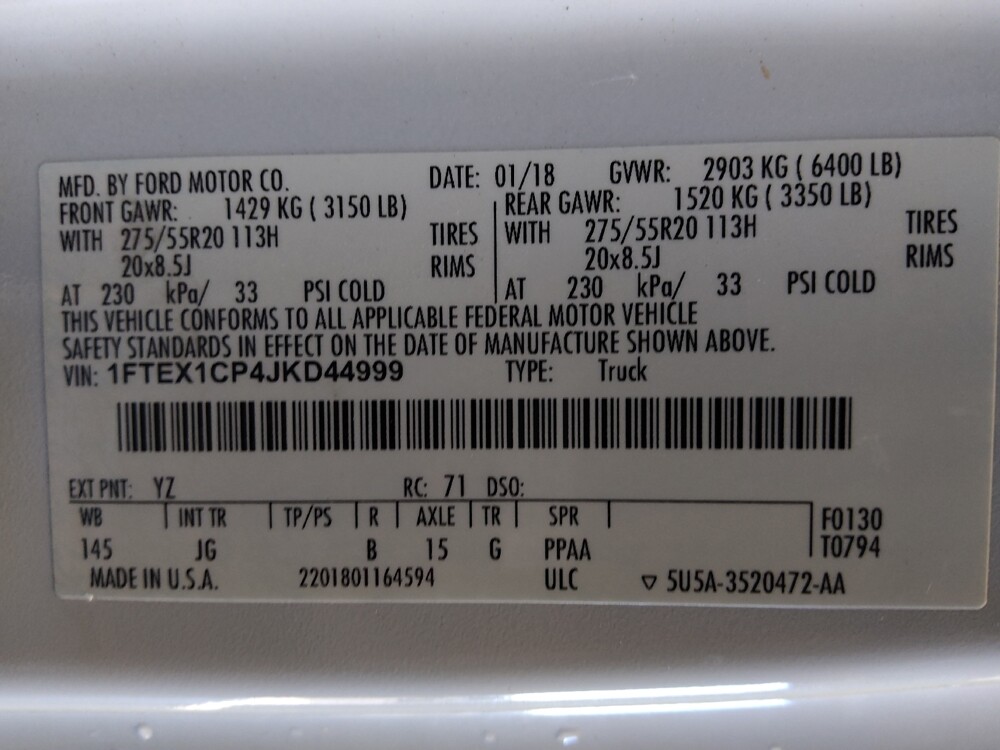 MFD. BY FORD MOTOR CO. DATE: 01/18 GVWR: 2903 KG ( 6400 LB)
FRONT GAWR: 1429 KG ( 3150 LB) REAR GAWR: 1520 KG ( 3350 LB)
WITH 275/55R20 113H TIRES WITH 275/55R20 113H TIRES
20x8.5J RIMS 20x8.5J RIMS
AT 230 kPa/ 33 PSI COLD AT 230 kPa/ 33 PSI COLD
THIS VEHICLE CONFORMS TO ALL APPLICABLE FEDERAL MOTOR VEHICLE
SAFETY STANDARDS IN EFFECT ON THE DATE OF MANUFACTURE SHOWN ABOVE.
VIN: 1FTEX1CP4JKD44999 TYPE: Truck
EXT PNT: YZ RC: 71 DSO:
WB INT TR TP/PS R AXLE TR SPR F0130
145 JG B 15 G PPAA T0794
MADE IN U.S.A. 2201801164594 ULC ▽ 5U5A-3520472-AA